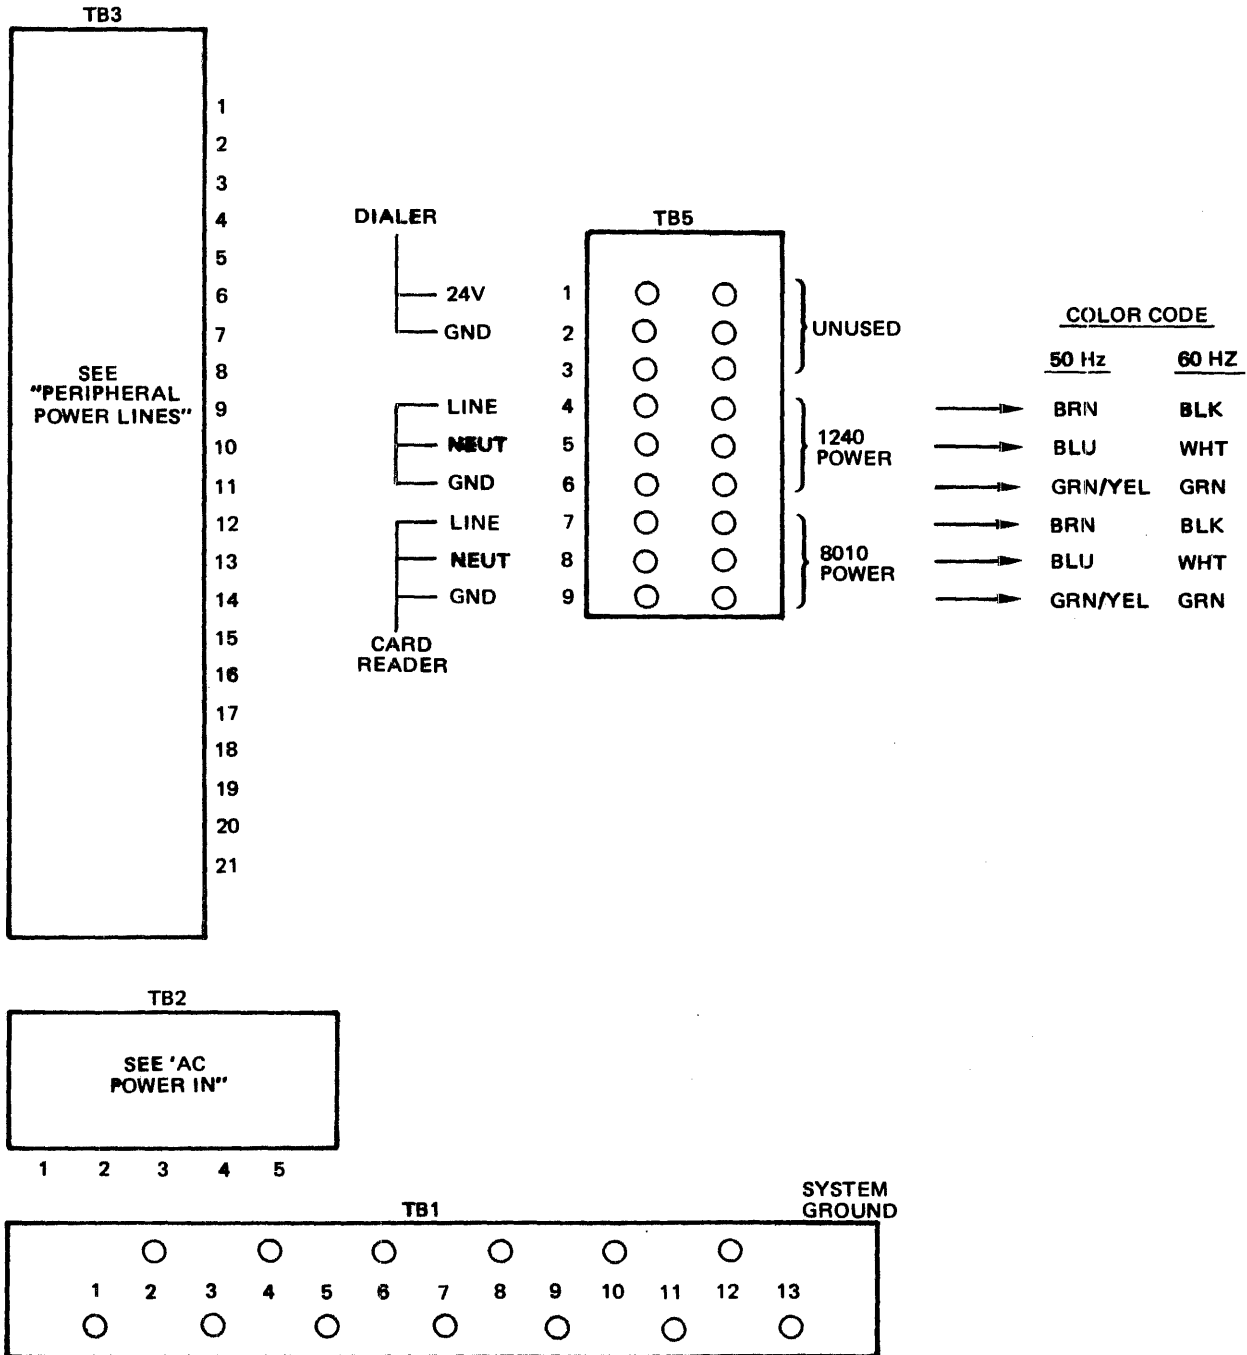 TB3
1
2
3
4
5
6
7
8
9
10
11
12
13
14
15
16
17
18
19
20
21
SEE
"PERIPHERAL
POWER LINES"
DIALER
24V
GND
LINE
NEUT
GND
LINE
NEUT
GND
CARD
READER
TB5
1
2
3
4
5
6
7
8
9
UNUSED
1240
POWER
8010
POWER
COLOR CODE
50 Hz 60 HZ
BRN BLK
BLU WHT
GRN/YEL GRN
BRN BLK
BLU WHT
GRN/YEL GRN
TB2
SEE 'AC
POWER IN"
1 2 3 4 5
TB1
SYSTEM
GROUND
1 2 3 4 5 6 7 8 9 10 11 12 13